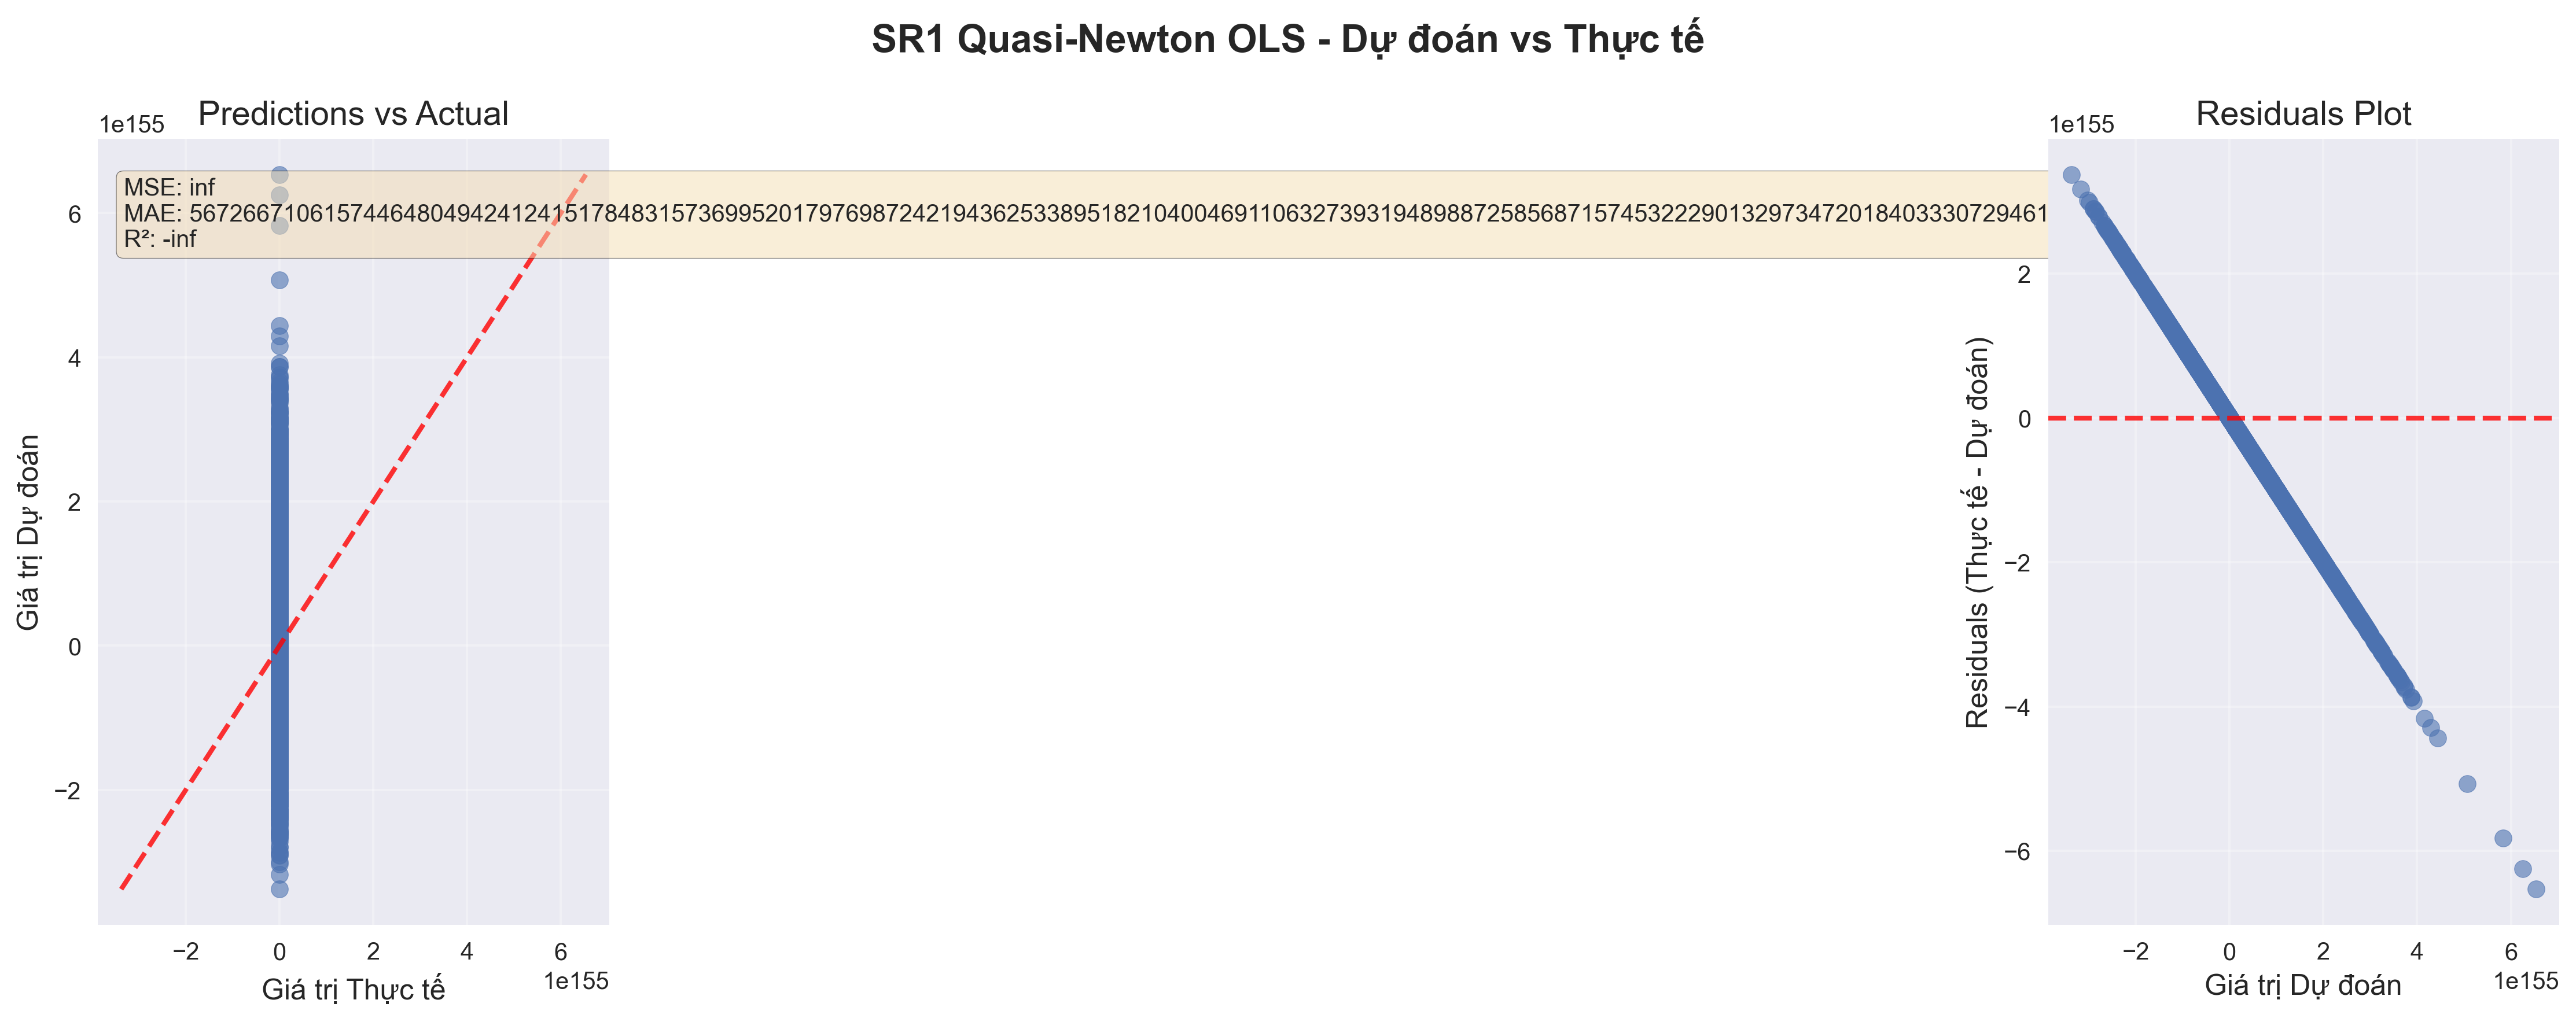 SR1 Quasi-Newton OLS - Dự đoán vs Thực tế
Predictions vs Actual
1e155
MSE: inf
R²: -inf
6
4
2
0
−2
Giá trị Dự đoán
−2 0 2 4 6
1e155
Giá trị Thực tế
Residuals Plot
1e155
2
0
−2
−4
−6
Residuals (Thực tế - Dự đoán)
−2 0 2 4 6
1e155
Giá trị Dự đoán